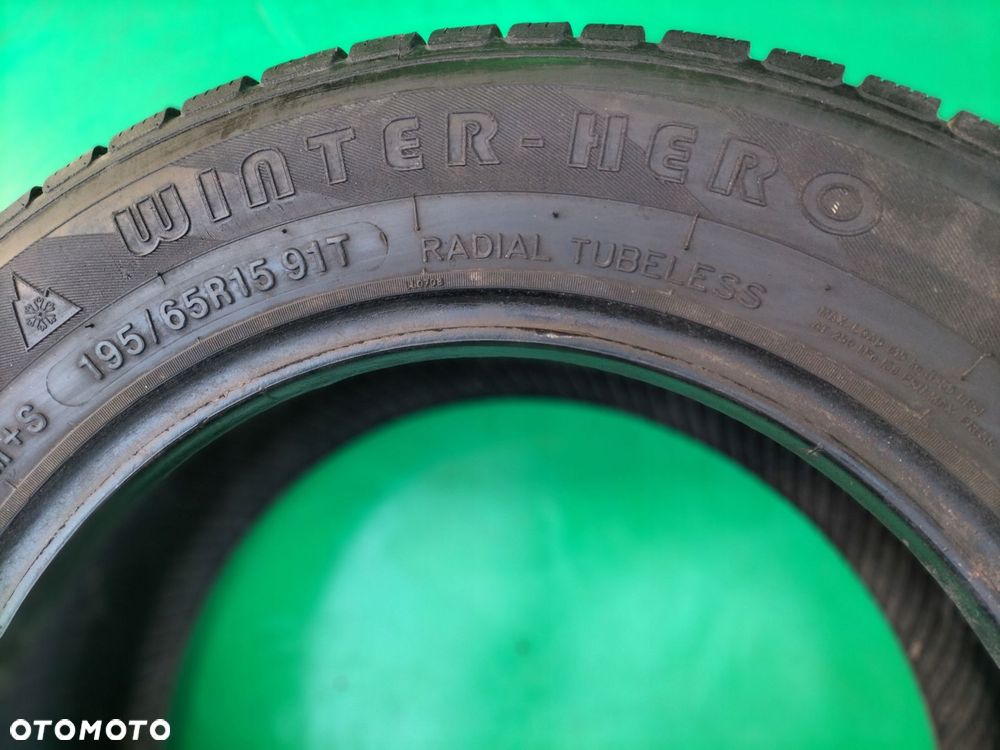 WINTER-HERO
M+S 195/65R15 91T RADIAL TUBELESS
OTOMOTO